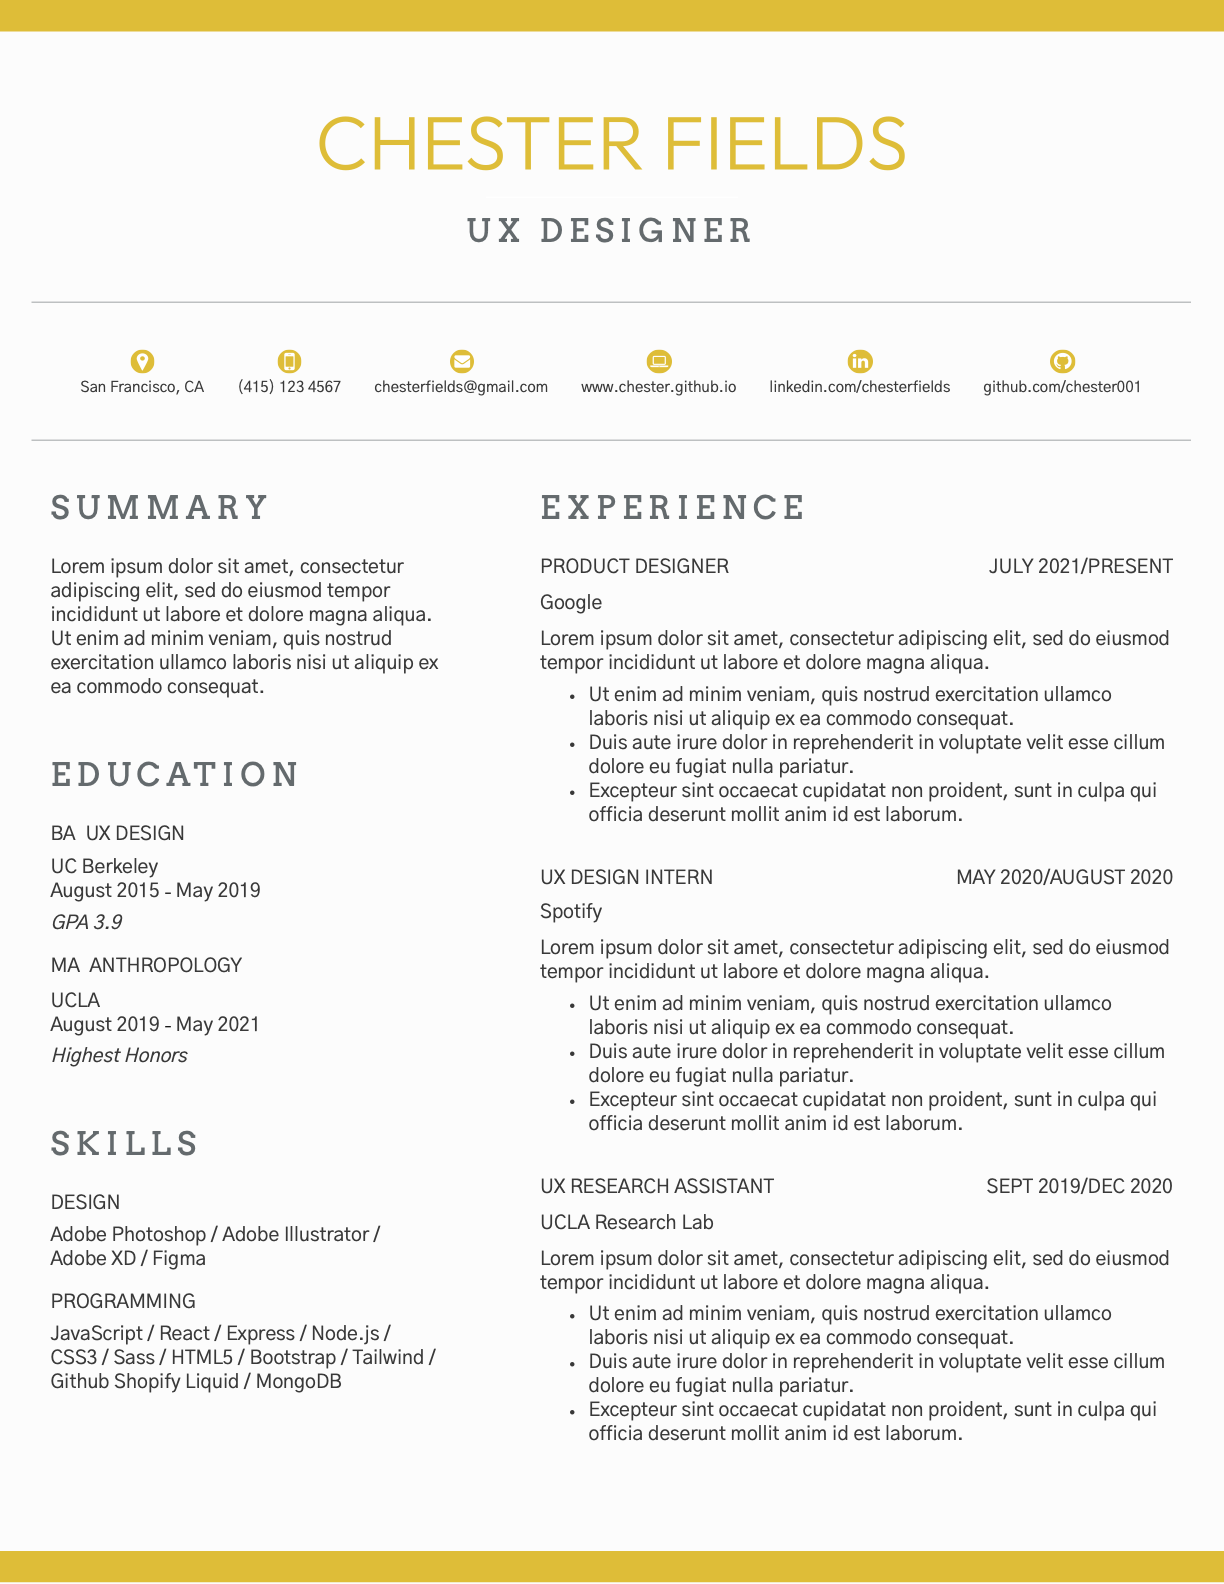 CHESTER FIELDS
UX DESIGNER
San Francisco, CA
(415) 123 4567
chesterfields@gmail.com
www.chester.github.io
linkedin.com/chesterfields
github.com/chester001
SUMMARY
Lorem ipsum dolor sit amet, consectetur
adipiscing elit, sed do eiusmod tempor
incididunt ut labore et dolore magna aliqua.
Ut enim ad minim veniam, quis nostrud
exercitation ullamco laboris nisi ut aliquip ex
ea commodo consequat.
EDUCATION
BA  UX DESIGN
UC Berkeley
August 2015 - May 2019
GPA 3.9
MA  ANTHROPOLOGY
UCLA
August 2019 - May 2021
Highest Honors
SKILLS
DESIGN
Adobe Photoshop / Adobe Illustrator /
Adobe XD / Figma
PROGRAMMING
JavaScript / React / Express / Node.js /
CSS3 / Sass / HTML5 / Bootstrap / Tailwind /
Github Shopify Liquid / MongoDB
EXPERIENCE
PRODUCT DESIGNER JULY 2021/PRESENT
Google
Lorem ipsum dolor sit amet, consectetur adipiscing elit, sed do eiusmod
tempor incididunt ut labore et dolore magna aliqua.
• Ut enim ad minim veniam, quis nostrud exercitation ullamco
laboris nisi ut aliquip ex ea commodo consequat.
• Duis aute irure dolor in reprehenderit in voluptate velit esse cillum
dolore eu fugiat nulla pariatur.
• Excepteur sint occaecat cupidatat non proident, sunt in culpa qui
officia deserunt mollit anim id est laborum.
UX DESIGN INTERN MAY 2020/AUGUST 2020
Spotify
Lorem ipsum dolor sit amet, consectetur adipiscing elit, sed do eiusmod
tempor incididunt ut labore et dolore magna aliqua.
• Ut enim ad minim veniam, quis nostrud exercitation ullamco
laboris nisi ut aliquip ex ea commodo consequat.
• Duis aute irure dolor in reprehenderit in voluptate velit esse cillum
dolore eu fugiat nulla pariatur.
• Excepteur sint occaecat cupidatat non proident, sunt in culpa qui
officia deserunt mollit anim id est laborum.
UX RESEARCH ASSISTANT SEPT 2019/DEC 2020
UCLA Research Lab
Lorem ipsum dolor sit amet, consectetur adipiscing elit, sed do eiusmod
tempor incididunt ut labore et dolore magna aliqua.
• Ut enim ad minim veniam, quis nostrud exercitation ullamco
laboris nisi ut aliquip ex ea commodo consequat.
• Duis aute irure dolor in reprehenderit in voluptate velit esse cillum
dolore eu fugiat nulla pariatur.
• Excepteur sint occaecat cupidatat non proident, sunt in culpa qui
officia deserunt mollit anim id est laborum.